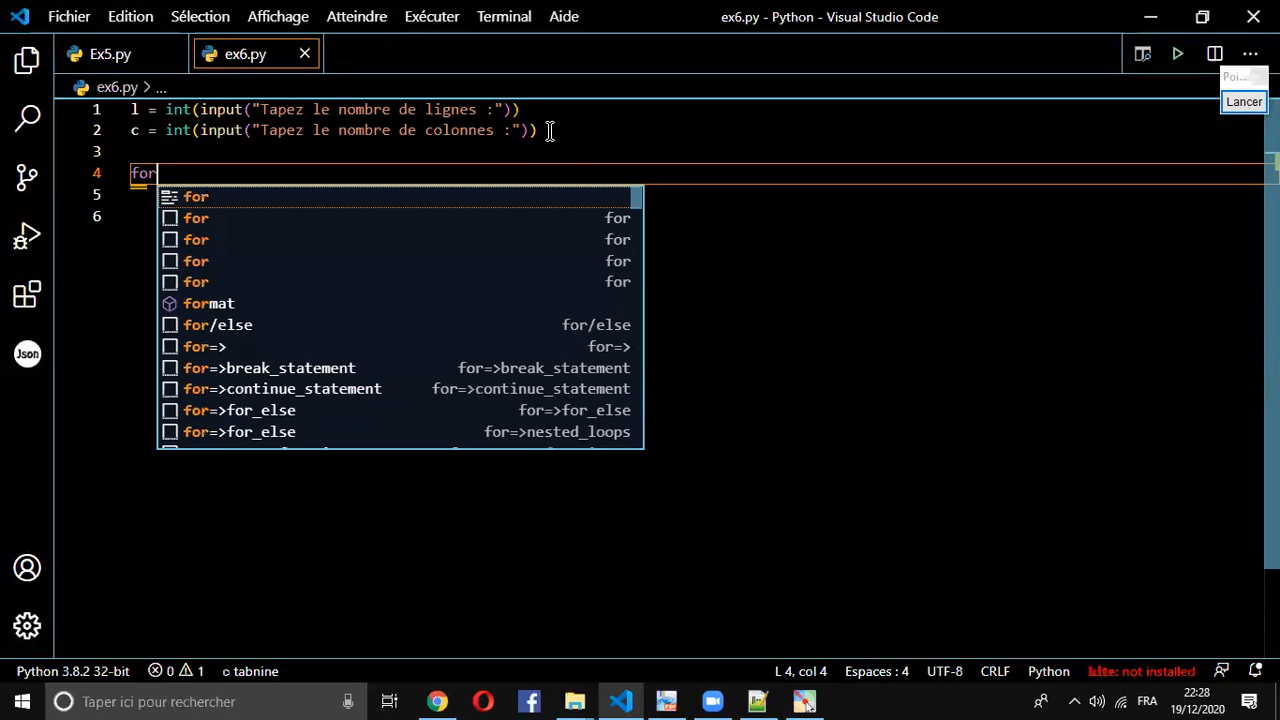 Fichier Edition Sélection Affichage Atteindre Exécuter Terminal Aide ex6.py - Python - Visual Studio Code
Ex5.py ex6.py
Poi...
ex6.py > ...
Lancer
1 l = int(input("Tapez le nombre de lignes :"))
2 c = int(input("Tapez le nombre de colonnes :"))
3
4 for
5 for
for for
6 for for
for for
for for
format
for/else for/else
Json for=> for=>
for=>break_statement for=>break_statement
for=>continue_statement for=>continue_statement
for=>for_else for=>for_else
for=>for_else for=>nested_loops
Python 3.8.2 32-bit 0 1 tabnine L 4, col 4 Espaces : 4 UTF-8 CRLF Python kite: not installed
Taper ici pour rechercher FRA 22:28
19/12/2020